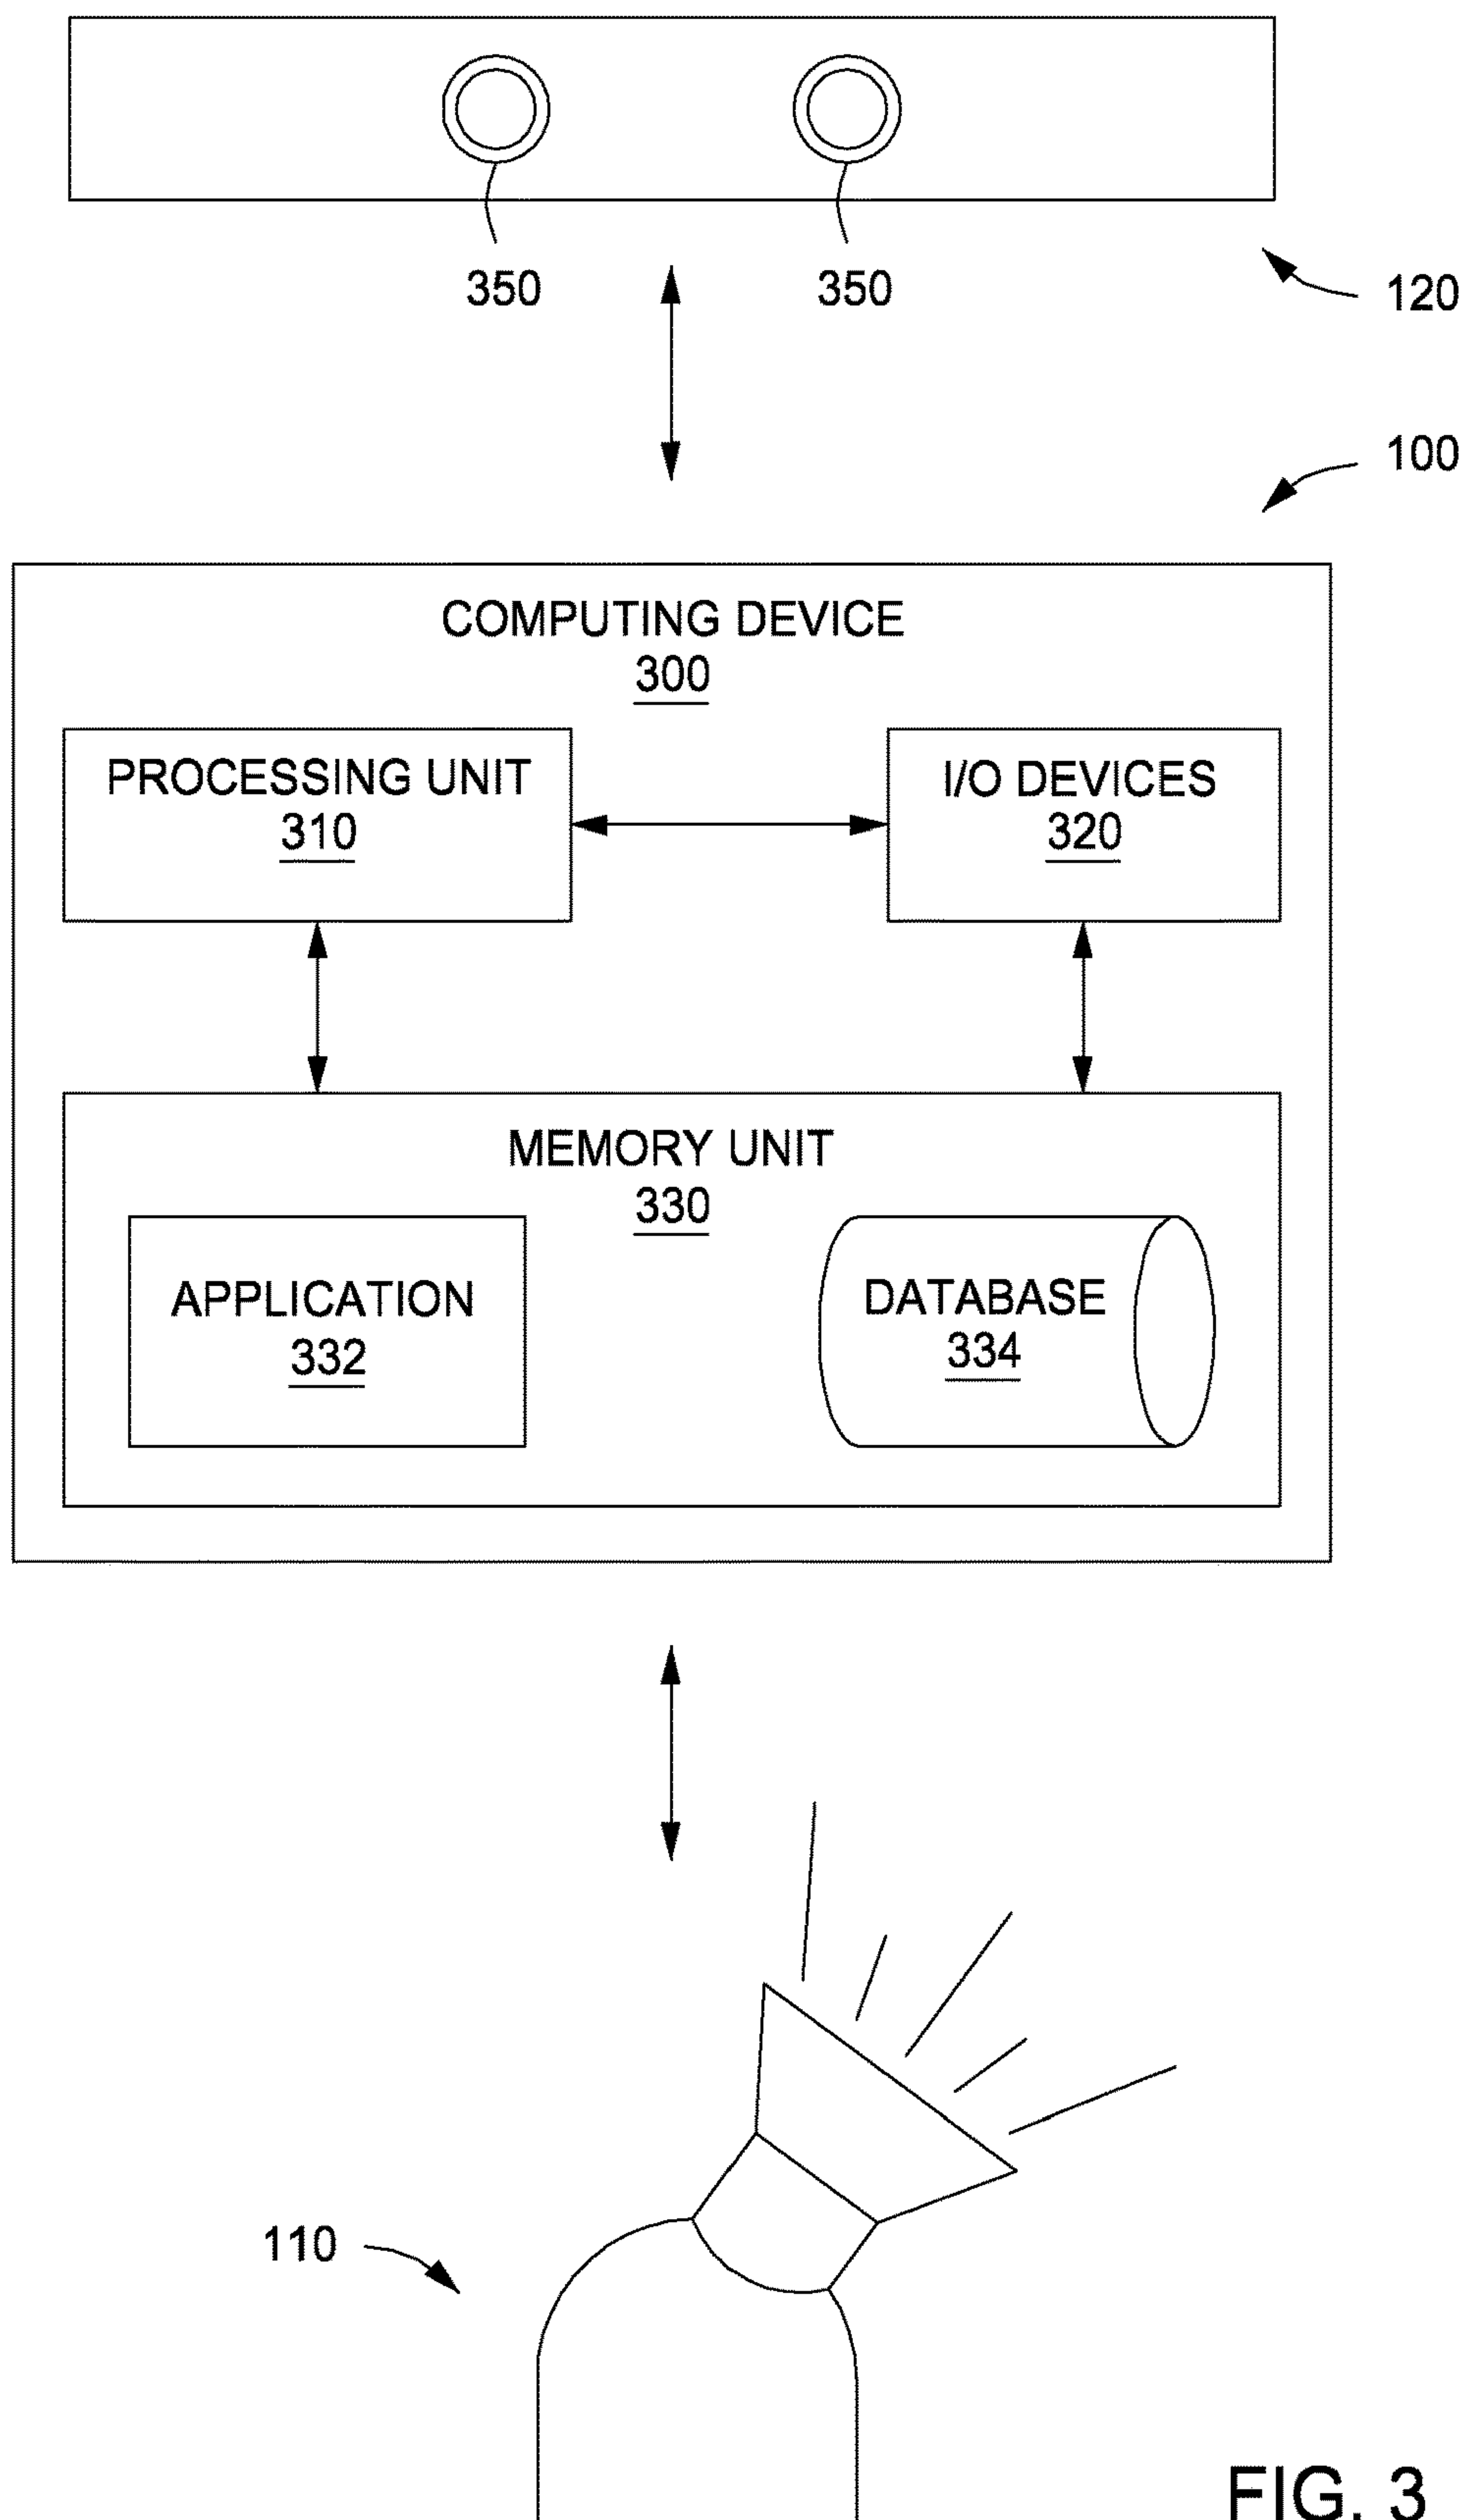 350 350
120
100
COMPUTING DEVICE
300
PROCESSING UNIT
310
I/O DEVICES
320
MEMORY UNIT
330
APPLICATION
332
DATABASE
334
110
FIG. 3